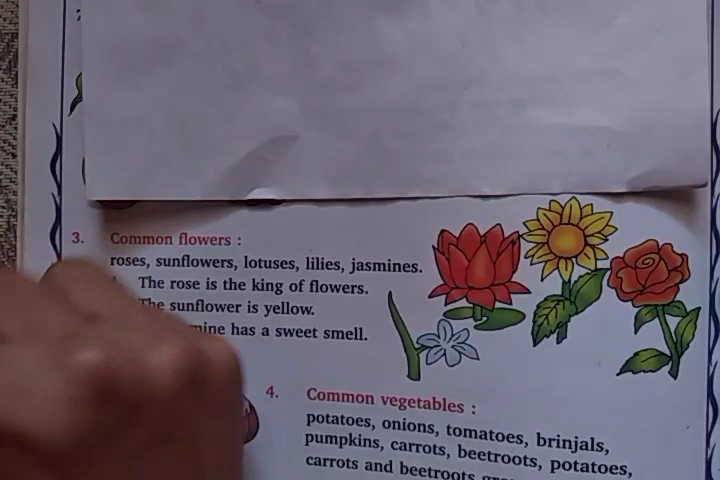 3. Common flowers :
roses, sunflowers, lotuses, lilies, jasmines.
The rose is the king of flowers.
The sunflower is yellow.
has a sweet smell.
4. Common vegetables :
potatoes, onions, tomatoes, brinjals,
pumpkins, carrots, beetroots, potatoes,
carrots and beetroots